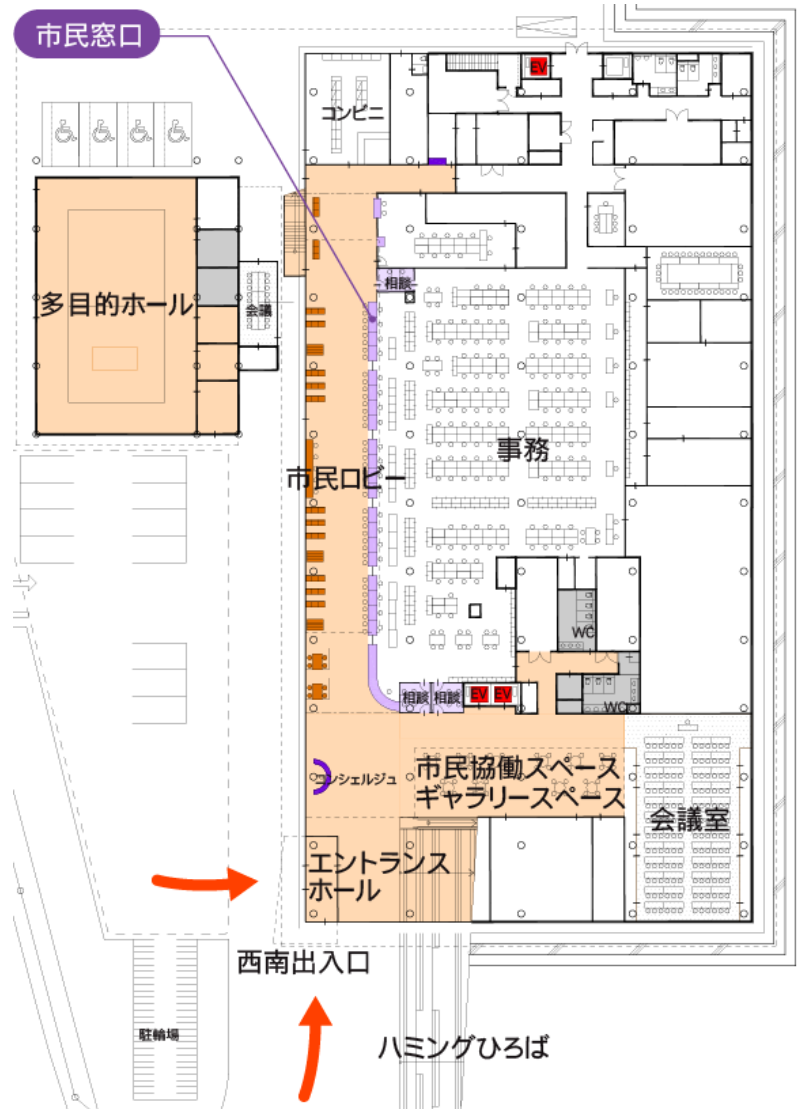 市民窓口
EV
コンビニ
多目的ホール
会議
相談
事務
市民ロビー
WC
相談
相談
EV
EV
WC
コンシェルジュ
市民協働スペース
ギャラリースペース
会議室
エントランス
ホール
西南出入口
駐輪場
ハミングひろば